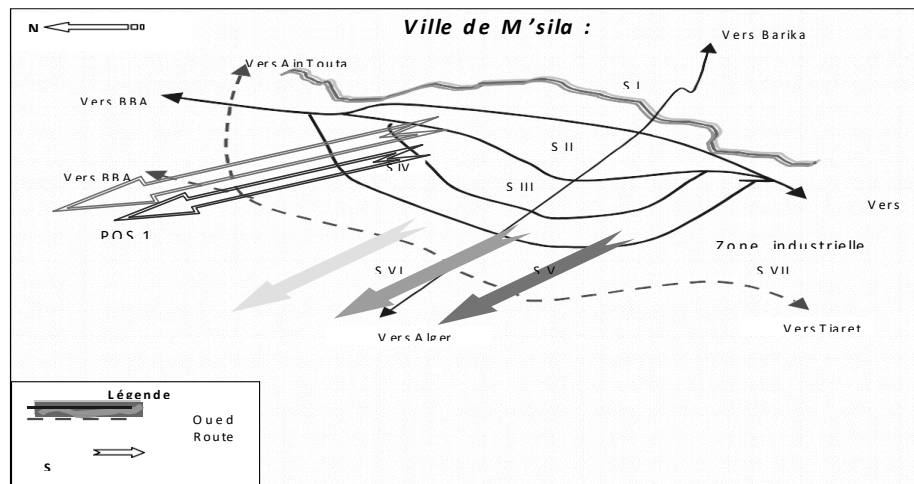 N
Ville de M'sila :
Vers Barika
Vers Ain Touta
S I
Vers BBA
S II
S IV
Vers BBA
S III
Vers
POS 1
Zone industrielle
S VI
S V
S VII
Vers Alger
Vers Tiaret
Légende
Oued
Route
S